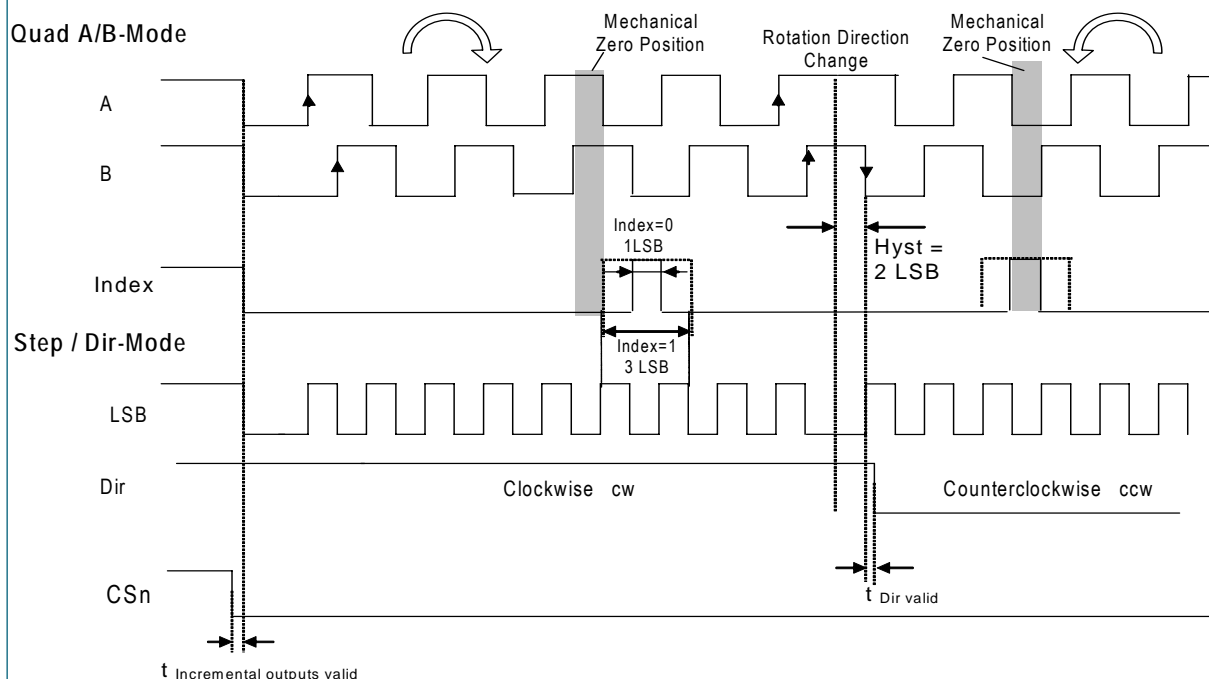 Quad A/B-Mode
Mechanical
Zero Position
Rotation Direction
Change
Mechanical
Zero Position
A
B
Index=0
1LSB
Hyst =
2 LSB
Index
Index=1
3 LSB
Step / Dir-Mode
LSB
Dir
Clockwise cw
Counterclockwise ccw
CSn
t Dir valid
t Incremental outputs valid